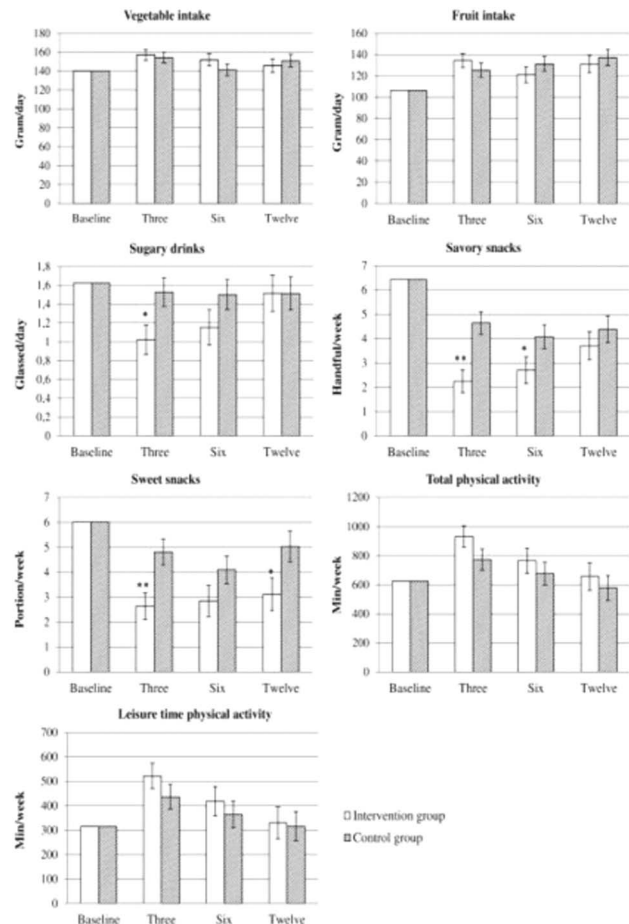 Vegetable intake
Gram/day
180
160
140
120
100
80
60
40
20
0
Baseline Three Six Twelve
Fruit intake
Gram/day
160
140
120
100
80
60
40
20
0
Baseline Three Six Twelve
Sugary drinks
Glassed/day
1,8
1,6
1,4
1,2
1
0,8
0,6
0,4
0,2
0
*
Baseline Three Six Twelve
Savory snacks
Handful/week
7
6
5
4
3
2
1
0
** *
Baseline Three Six Twelve
Sweet snacks
Portion/week
7
6
5
4
3
2
1
0
** *
Baseline Three Six Twelve
Total physical activity
Min/week
1200
1000
800
600
400
200
0
Baseline Three Six Twelve
Leisure time physical activity
Min/week
700
600
500
400
300
200
100
0
Baseline Three Six Twelve
Intervention group
Control group